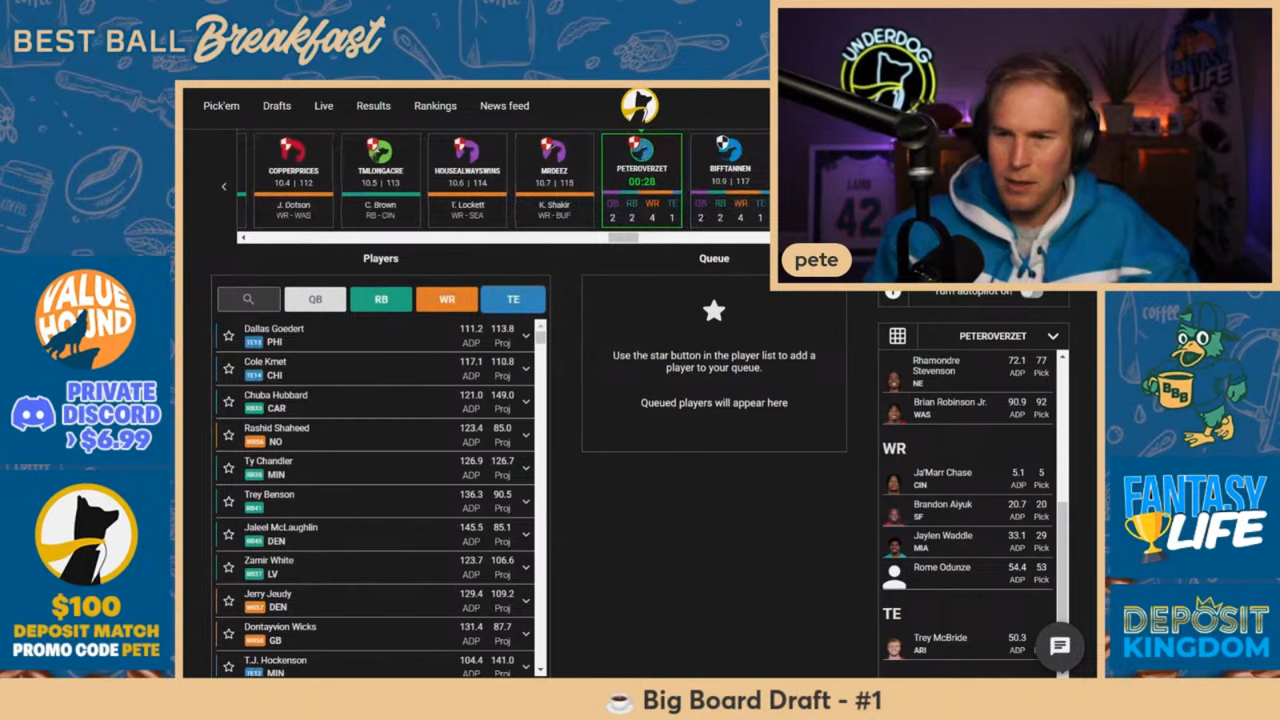 BEST BALL Breakfast
UNDERDOG
FANTASY LIFE
LAMB
42
pete
Pick'em Drafts Live Results Rankings News feed
COPPERPRICES
10.4 | 112
J. Dotson
WR - WAS
TMLONGACRE
10.5 | 113
C. Brown
RB - CIN
HOUSEALWAYSWINS
10.6 | 114
T. Lockett
WR - SEA
MRDEEZ
10.7 | 115
K. Shakir
WR - BUF
PETEROVERZET
00:28
QB RB WR TE
2 2 4 1
BIFFTANNEN
10.9 | 117
QB RB WR TE
2 2 4 1
Players
QB RB WR TE
Dallas Goedert 111.2 113.8
TE13 PHI ADP Proj
Cole Kmet 117.1 110.8
TE14 CHI ADP Proj
Chuba Hubbard 121.0 149.0
CAR ADP Proj
Rashid Shaheed 123.4 85.0
NO ADP Proj
Ty Chandler 126.9 126.7
MIN ADP Proj
Trey Benson 136.3 90.5
RB41 ADP Proj
Jaleel McLaughlin 145.5 85.1
DEN ADP Proj
Zamir White 123.7 106.6
LV ADP Proj
Jerry Jeudy 129.4 109.2
DEN ADP Proj
Dontayvion Wicks 131.4 87.7
GB ADP Proj
T.J. Hockenson 104.4 141.0
TE12 MIN ADP Proj
Queue
Use the star button in the player list to add a
player to your queue.
Queued players will appear here
PETEROVERZET
Rhamondre Stevenson 72.1 77
NE ADP Pick
Brian Robinson Jr. 90.9 92
WAS ADP Pick
WR
Ja'Marr Chase 5.1 5
CIN ADP Pick
Brandon Aiyuk 20.7 20
SF ADP Pick
Jaylen Waddle 33.1 29
MIA ADP Pick
Rome Odunze 54.4 53
ADP Pick
TE
Trey McBride 50.3
ARI ADP
VALUE
HOUND
PRIVATE
DISCORD
› $6.99
$100
DEPOSIT MATCH
PROMO CODE PETE
COFFEE
BBB
FANTASY
LIFE
DEPOSIT
KINGDOM
Big Board Draft - #1